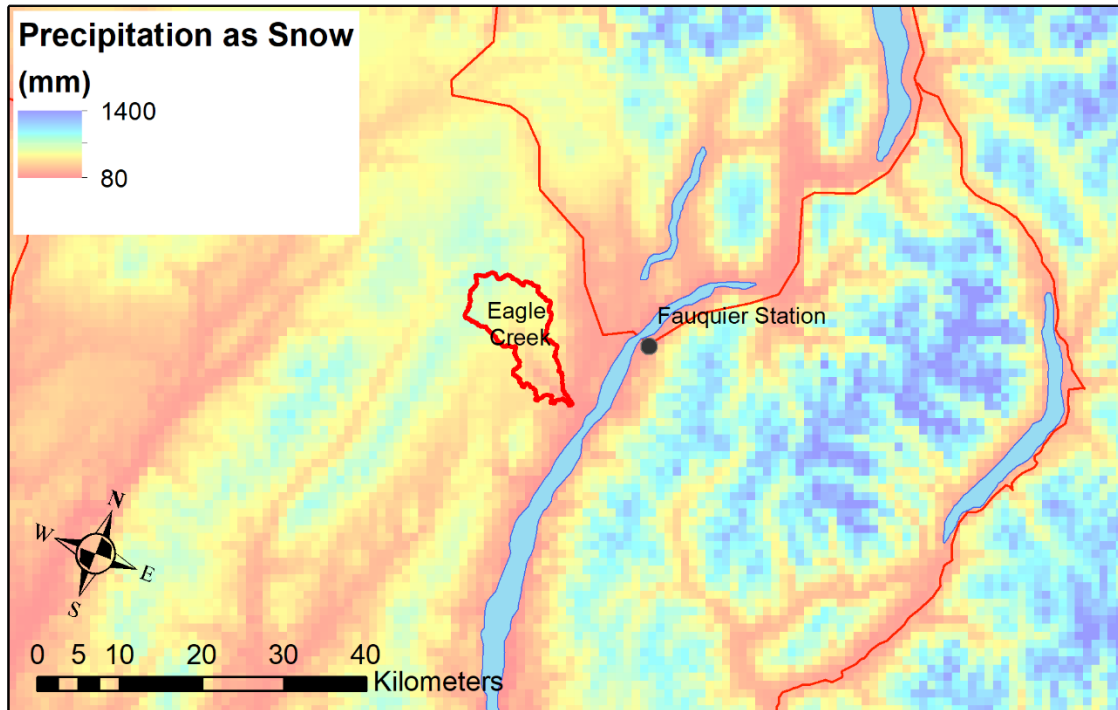 Precipitation as Snow
(mm)
1400
80
Eagle
Creek
Fauquier Station
N
W
E
S
0 5 10 20 30 40
Kilometers